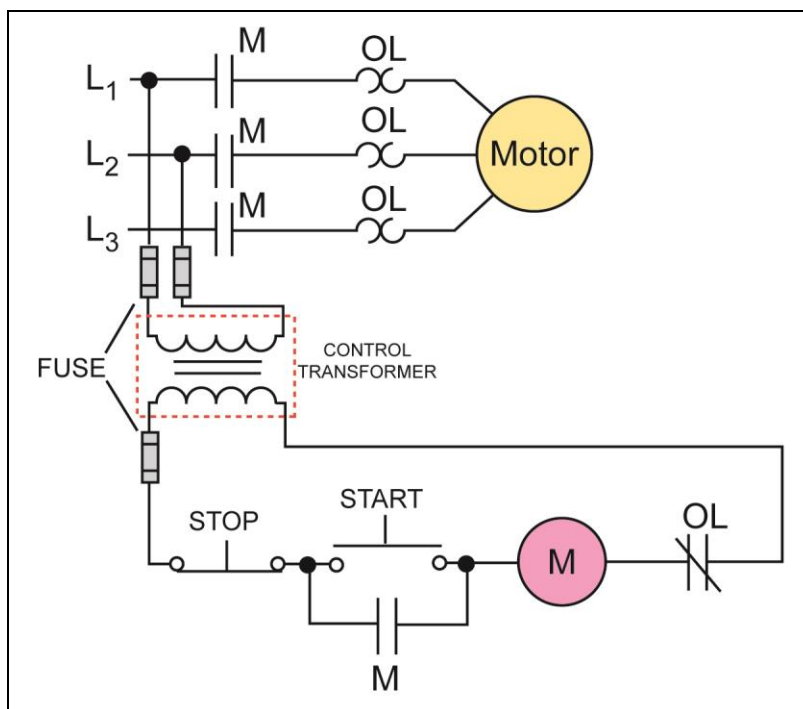 M
OL
L1
M
OL
L2
Motor
M
OL
L3
FUSE
CONTROL
TRANSFORMER
START
STOP
OL
M
M